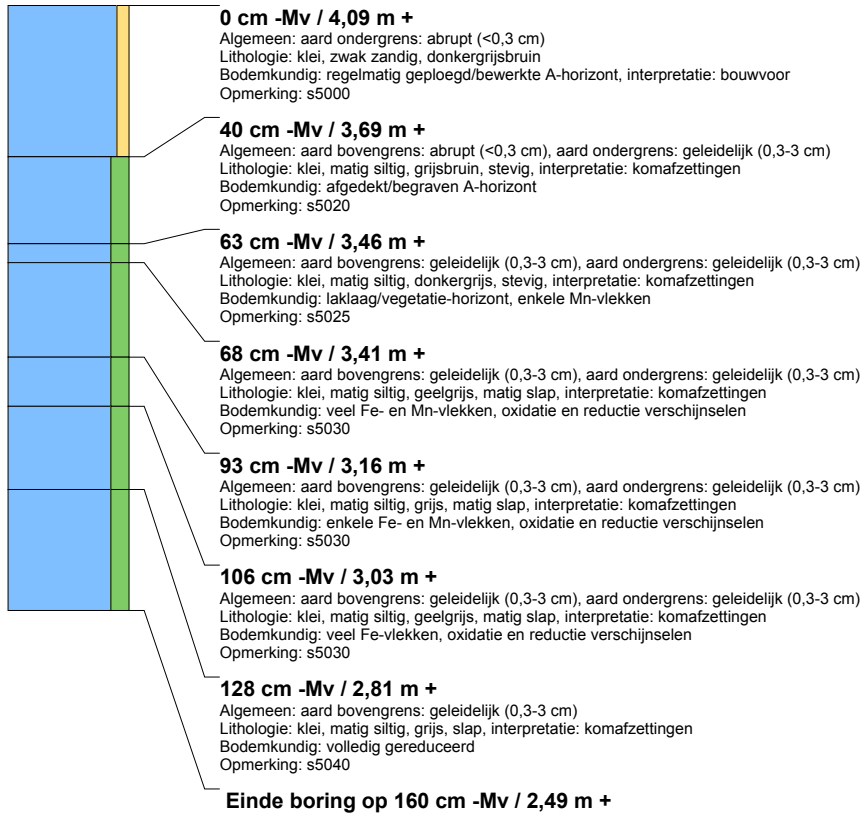 0 cm -Mv / 4,09 m +
Algemeen: aard ondergrens: abrupt (<0,3 cm)
Lithologie: klei, zwak zandig, donkergrijsbruin
Bodemkundig: regelmatig geploegd/bewerkte A-horizont, interpretatie: bouwvoor
Opmerking: s5000
40 cm -Mv / 3,69 m +
Algemeen: aard bovengrens: abrupt (<0,3 cm), aard ondergrens: geleidelijk (0,3-3 cm)
Lithologie: klei, matig siltig, grijsbruin, stevig, interpretatie: komafzettingen
Bodemkundig: afgedekt/begraven A-horizont
Opmerking: s5020
63 cm -Mv / 3,46 m +
Algemeen: aard bovengrens: geleidelijk (0,3-3 cm), aard ondergrens: geleidelijk (0,3-3 cm)
Lithologie: klei, matig siltig, donkergrijs, stevig, interpretatie: komafzettingen
Bodemkundig: laklaag/vegetatie-horizont, enkele Mn-vlekken
Opmerking: s5025
68 cm -Mv / 3,41 m +
Algemeen: aard bovengrens: geleidelijk (0,3-3 cm), aard ondergrens: geleidelijk (0,3-3 cm)
Lithologie: klei, matig siltig, geelgrijs, matig slap, interpretatie: komafzettingen
Bodemkundig: veel Fe- en Mn-vlekken, oxidatie en reductie verschijnselen
Opmerking: s5030
93 cm -Mv / 3,16 m +
Algemeen: aard bovengrens: geleidelijk (0,3-3 cm), aard ondergrens: geleidelijk (0,3-3 cm)
Lithologie: klei, matig siltig, grijs, matig slap, interpretatie: komafzettingen
Bodemkundig: enkele Fe- en Mn-vlekken, oxidatie en reductie verschijnselen
Opmerking: s5030
106 cm -Mv / 3,03 m +
Algemeen: aard bovengrens: geleidelijk (0,3-3 cm), aard ondergrens: geleidelijk (0,3-3 cm)
Lithologie: klei, matig siltig, geelgrijs, matig slap, interpretatie: komafzettingen
Bodemkundig: veel Fe-vlekken, oxidatie en reductie verschijnselen
Opmerking: s5030
128 cm -Mv / 2,81 m +
Algemeen: aard bovengrens: geleidelijk (0,3-3 cm)
Lithologie: klei, matig siltig, grijs, slap, interpretatie: komafzettingen
Bodemkundig: volledig gereduceerd
Opmerking: s5040
Einde boring op 160 cm -Mv / 2,49 m +